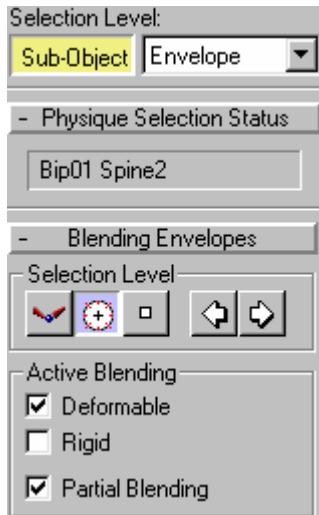 Selection Level:
Sub-Object Envelope
- Physique Selection Status
Bip01 Spine2
- Blending Envelopes
Selection Level
Active Blending
Deformable
Rigid
Partial Blending